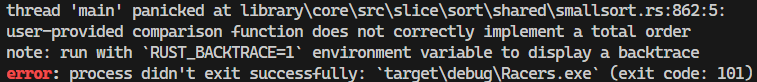 thread 'main' panicked at library\core\src\slice\sort\shared\smallsort.rs:862:5:
user-provided comparison function does not correctly implement a total order
note: run with `RUST_BACKTRACE=1` environment variable to display a backtrace
error: process didn't exit successfully: `target\debug\Racers.exe` (exit code: 101)